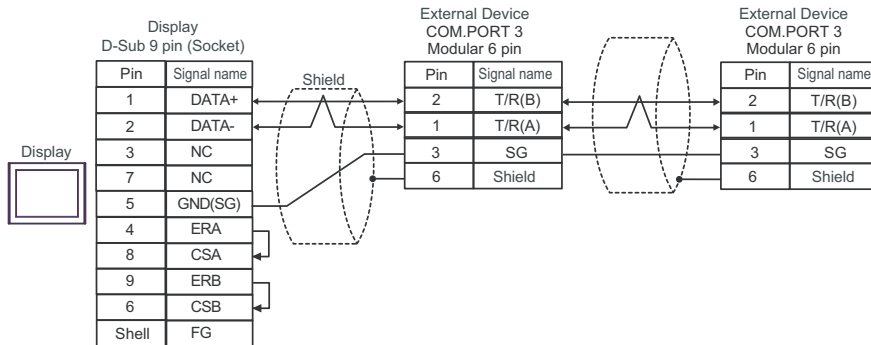 Display
D-Sub 9 pin (Socket)
Pin Signal name
1 DATA+
2 DATA-
3 NC
7 NC
5 GND(SG)
4 ERA
8 CSA
9 ERB
6 CSB
Shell FG
Display
Shield
External Device
COM.PORT 3
Modular 6 pin
Pin Signal name
2 T/R(B)
1 T/R(A)
3 SG
6 Shield
External Device
COM.PORT 3
Modular 6 pin
Pin Signal name
2 T/R(B)
1 T/R(A)
3 SG
6 Shield